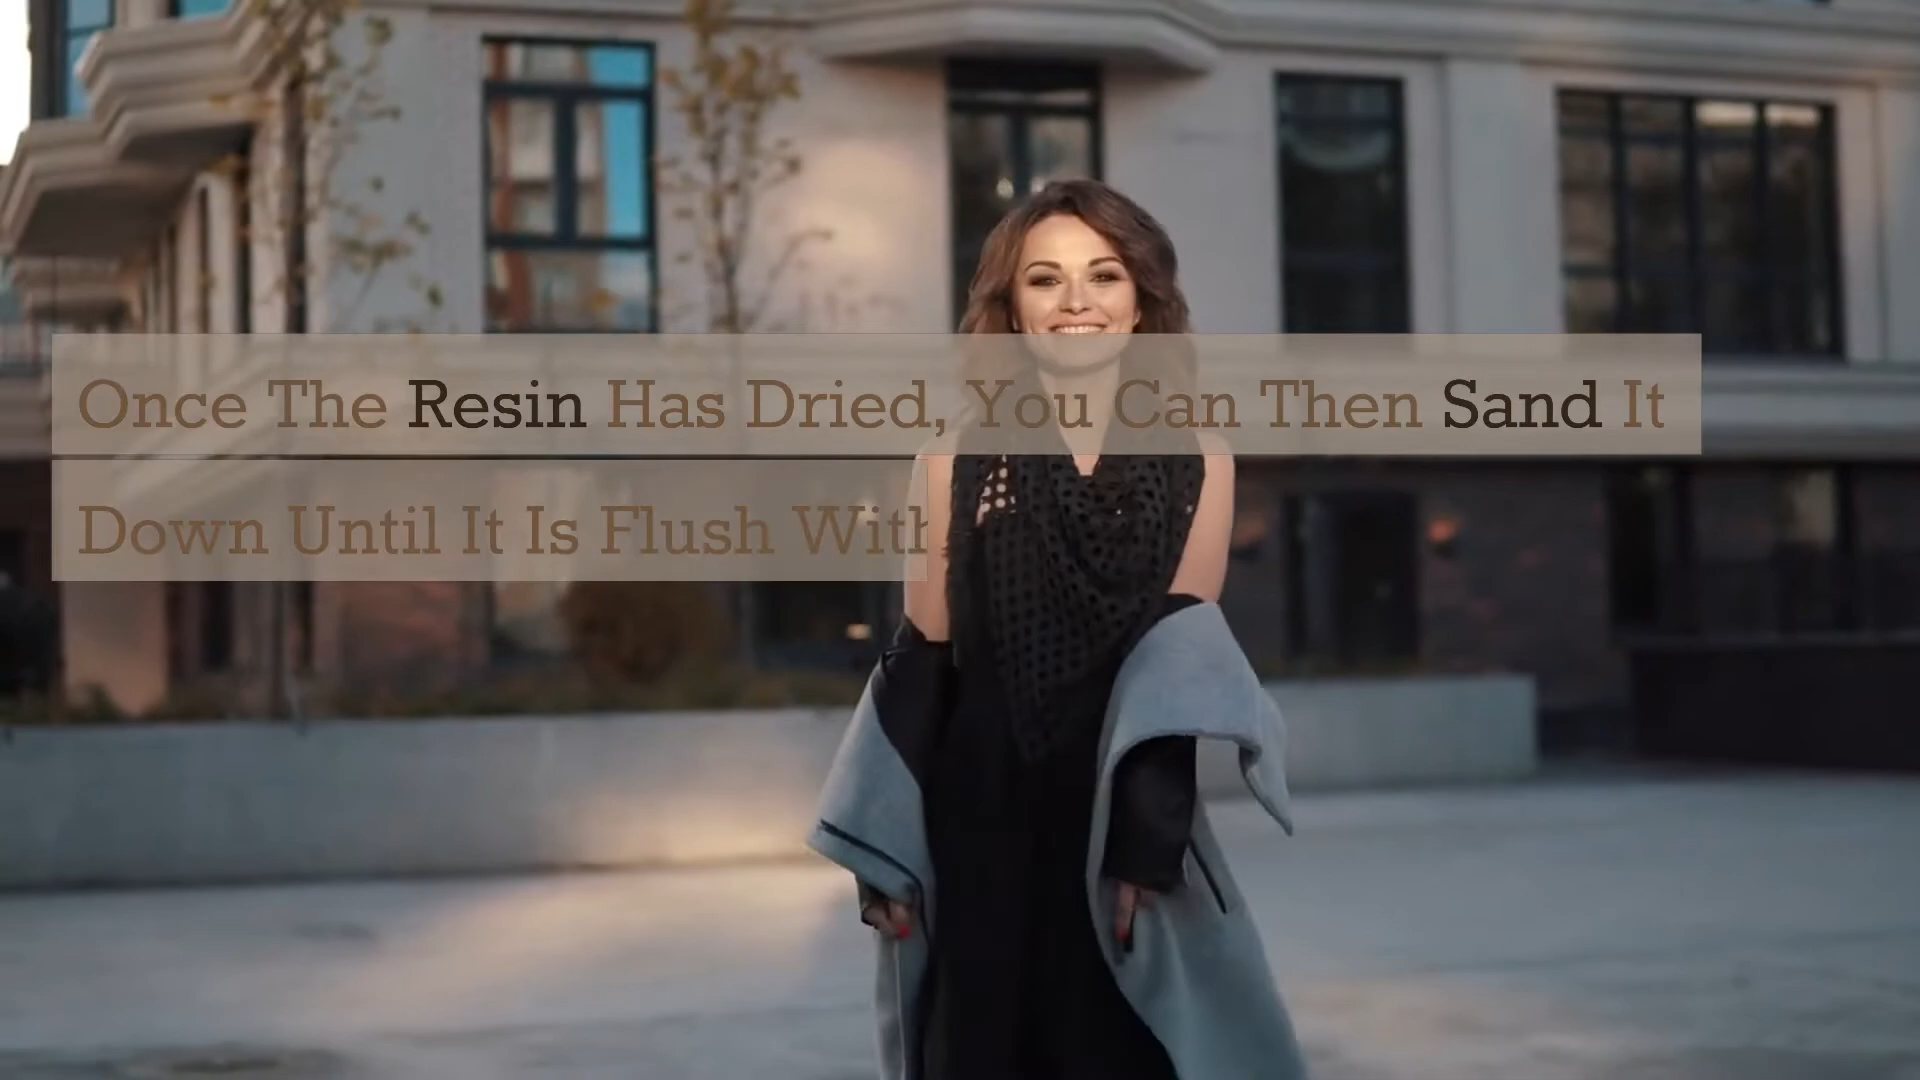 Once The Resin Has Dried, You Can Then Sand It
Down Until It Is Flush With